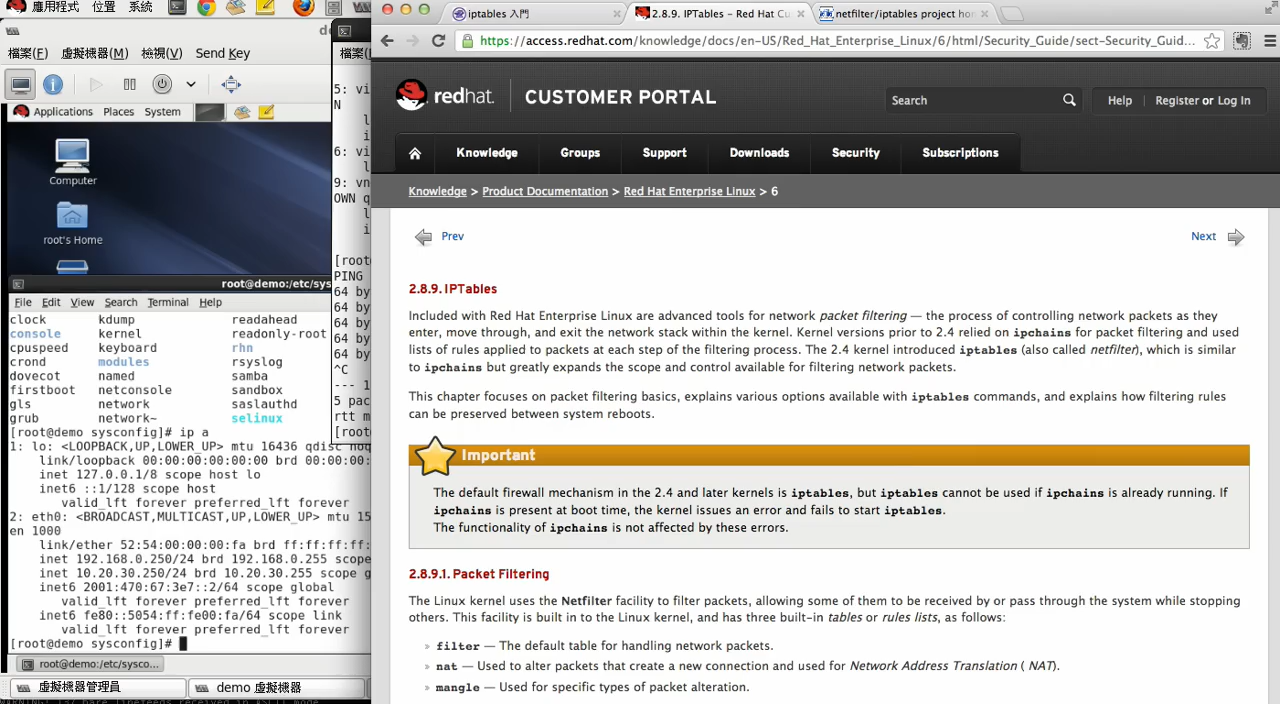 應用程式 位置 系統
檔案(F) 虛擬機器(M) 檢視(V) Send Key
Applications Places System
Computer
root's Home
root@demo:/etc/sys
File Edit View Search Terminal Help
clock kdump readahead
console kernel readonly-root
cpuspeed keyboard rhn
crond modules rsyslog
dovecot named samba
firstboot netconsole sandbox
gls network saslauthd
grub network~ selinux
[root@demo sysconfig]# ip a
1: lo: <LOOPBACK,UP,LOWER_UP> mtu 16436 qdisc noq
link/loopback 00:00:00:00:00:00 brd 00:00:00:
inet 127.0.0.1/8 scope host lo
inet6 ::1/128 scope host
valid_lft forever preferred_lft forever
2: eth0: <BROADCAST,MULTICAST,UP,LOWER_UP> mtu 15
en 1000
link/ether 52:54:00:00:00:fa brd ff:ff:ff:ff:
inet 192.168.0.250/24 brd 192.168.0.255 scope
inet 10.20.30.250/24 brd 10.20.30.255 scope g
inet6 2001:470:67:3e7::2/64 scope global
valid_lft forever preferred_lft forever
inet6 fe80::5054:ff:fe00:fa/64 scope link
valid_lft forever preferred_lft forever
[root@demo sysconfig]#
root@demo:/etc/sysco...
虛擬機器管理員 demo 虛擬機器
檔案(
5: vi
N
l
i
6: vi
l
9: vn
OWN q
l
i
[root
PING
64 by
64 by
64 by
64 by
64 by
^C
--- 1
5 pac
rtt m
[root
iptables 入門 2.8.9. IPTables – Red Hat Cu netfilter/iptables project hom
https://access.redhat.com/knowledge/docs/en-US/Red_Hat_Enterprise_Linux/6/html/Security_Guide/sect-Security_Guid...
redhat. CUSTOMER PORTAL Search Help Register or Log In
Knowledge Groups Support Downloads Security Subscriptions
Knowledge > Product Documentation > Red Hat Enterprise Linux > 6
Prev Next
2.8.9. IPTables
Included with Red Hat Enterprise Linux are advanced tools for network packet filtering — the process of controlling network packets as they
enter, move through, and exit the network stack within the kernel. Kernel versions prior to 2.4 relied on ipchains for packet filtering and used
lists of rules applied to packets at each step of the filtering process. The 2.4 kernel introduced iptables (also called netfilter), which is similar
to ipchains but greatly expands the scope and control available for filtering network packets.
This chapter focuses on packet filtering basics, explains various options available with iptables commands, and explains how filtering rules
can be preserved between system reboots.
Important
The default firewall mechanism in the 2.4 and later kernels is iptables, but iptables cannot be used if ipchains is already running. If
ipchains is present at boot time, the kernel issues an error and fails to start iptables.
The functionality of ipchains is not affected by these errors.
2.8.9.1. Packet Filtering
The Linux kernel uses the Netfilter facility to filter packets, allowing some of them to be received by or pass through the system while stopping
others. This facility is built in to the Linux kernel, and has three built-in tables or rules lists, as follows:
» filter — The default table for handling network packets.
» nat — Used to alter packets that create a new connection and used for Network Address Translation ( NAT).
» mangle — Used for specific types of packet alteration.